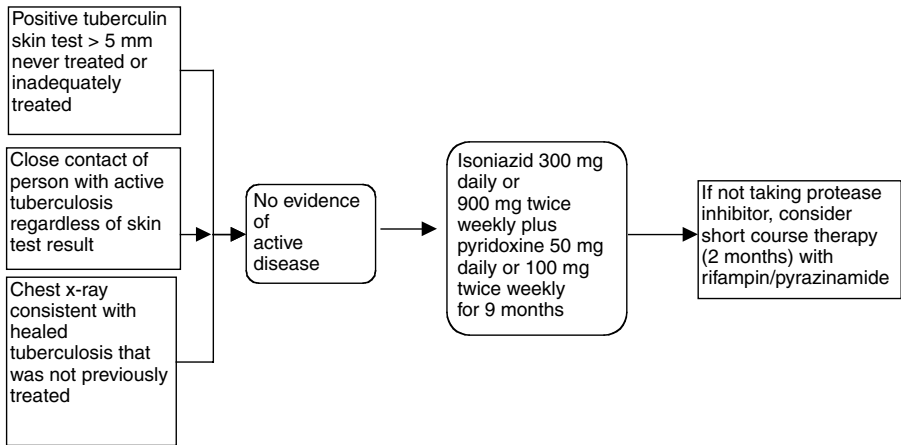 Positive tuberculin
skin test > 5 mm
never treated or
inadequately
treated
Close contact of
person with active
tuberculosis
regardless of skin
test result
Chest x-ray
consistent with
healed
tuberculosis that
was not previously
treated
No evidence
of
active
disease
Isoniazid 300 mg
daily or
900 mg twice
weekly plus
pyridoxine 50 mg
daily or 100 mg
twice weekly
for 9 months
If not taking protease
inhibitor, consider
short course therapy
(2 months) with
rifampin/pyrazinamide